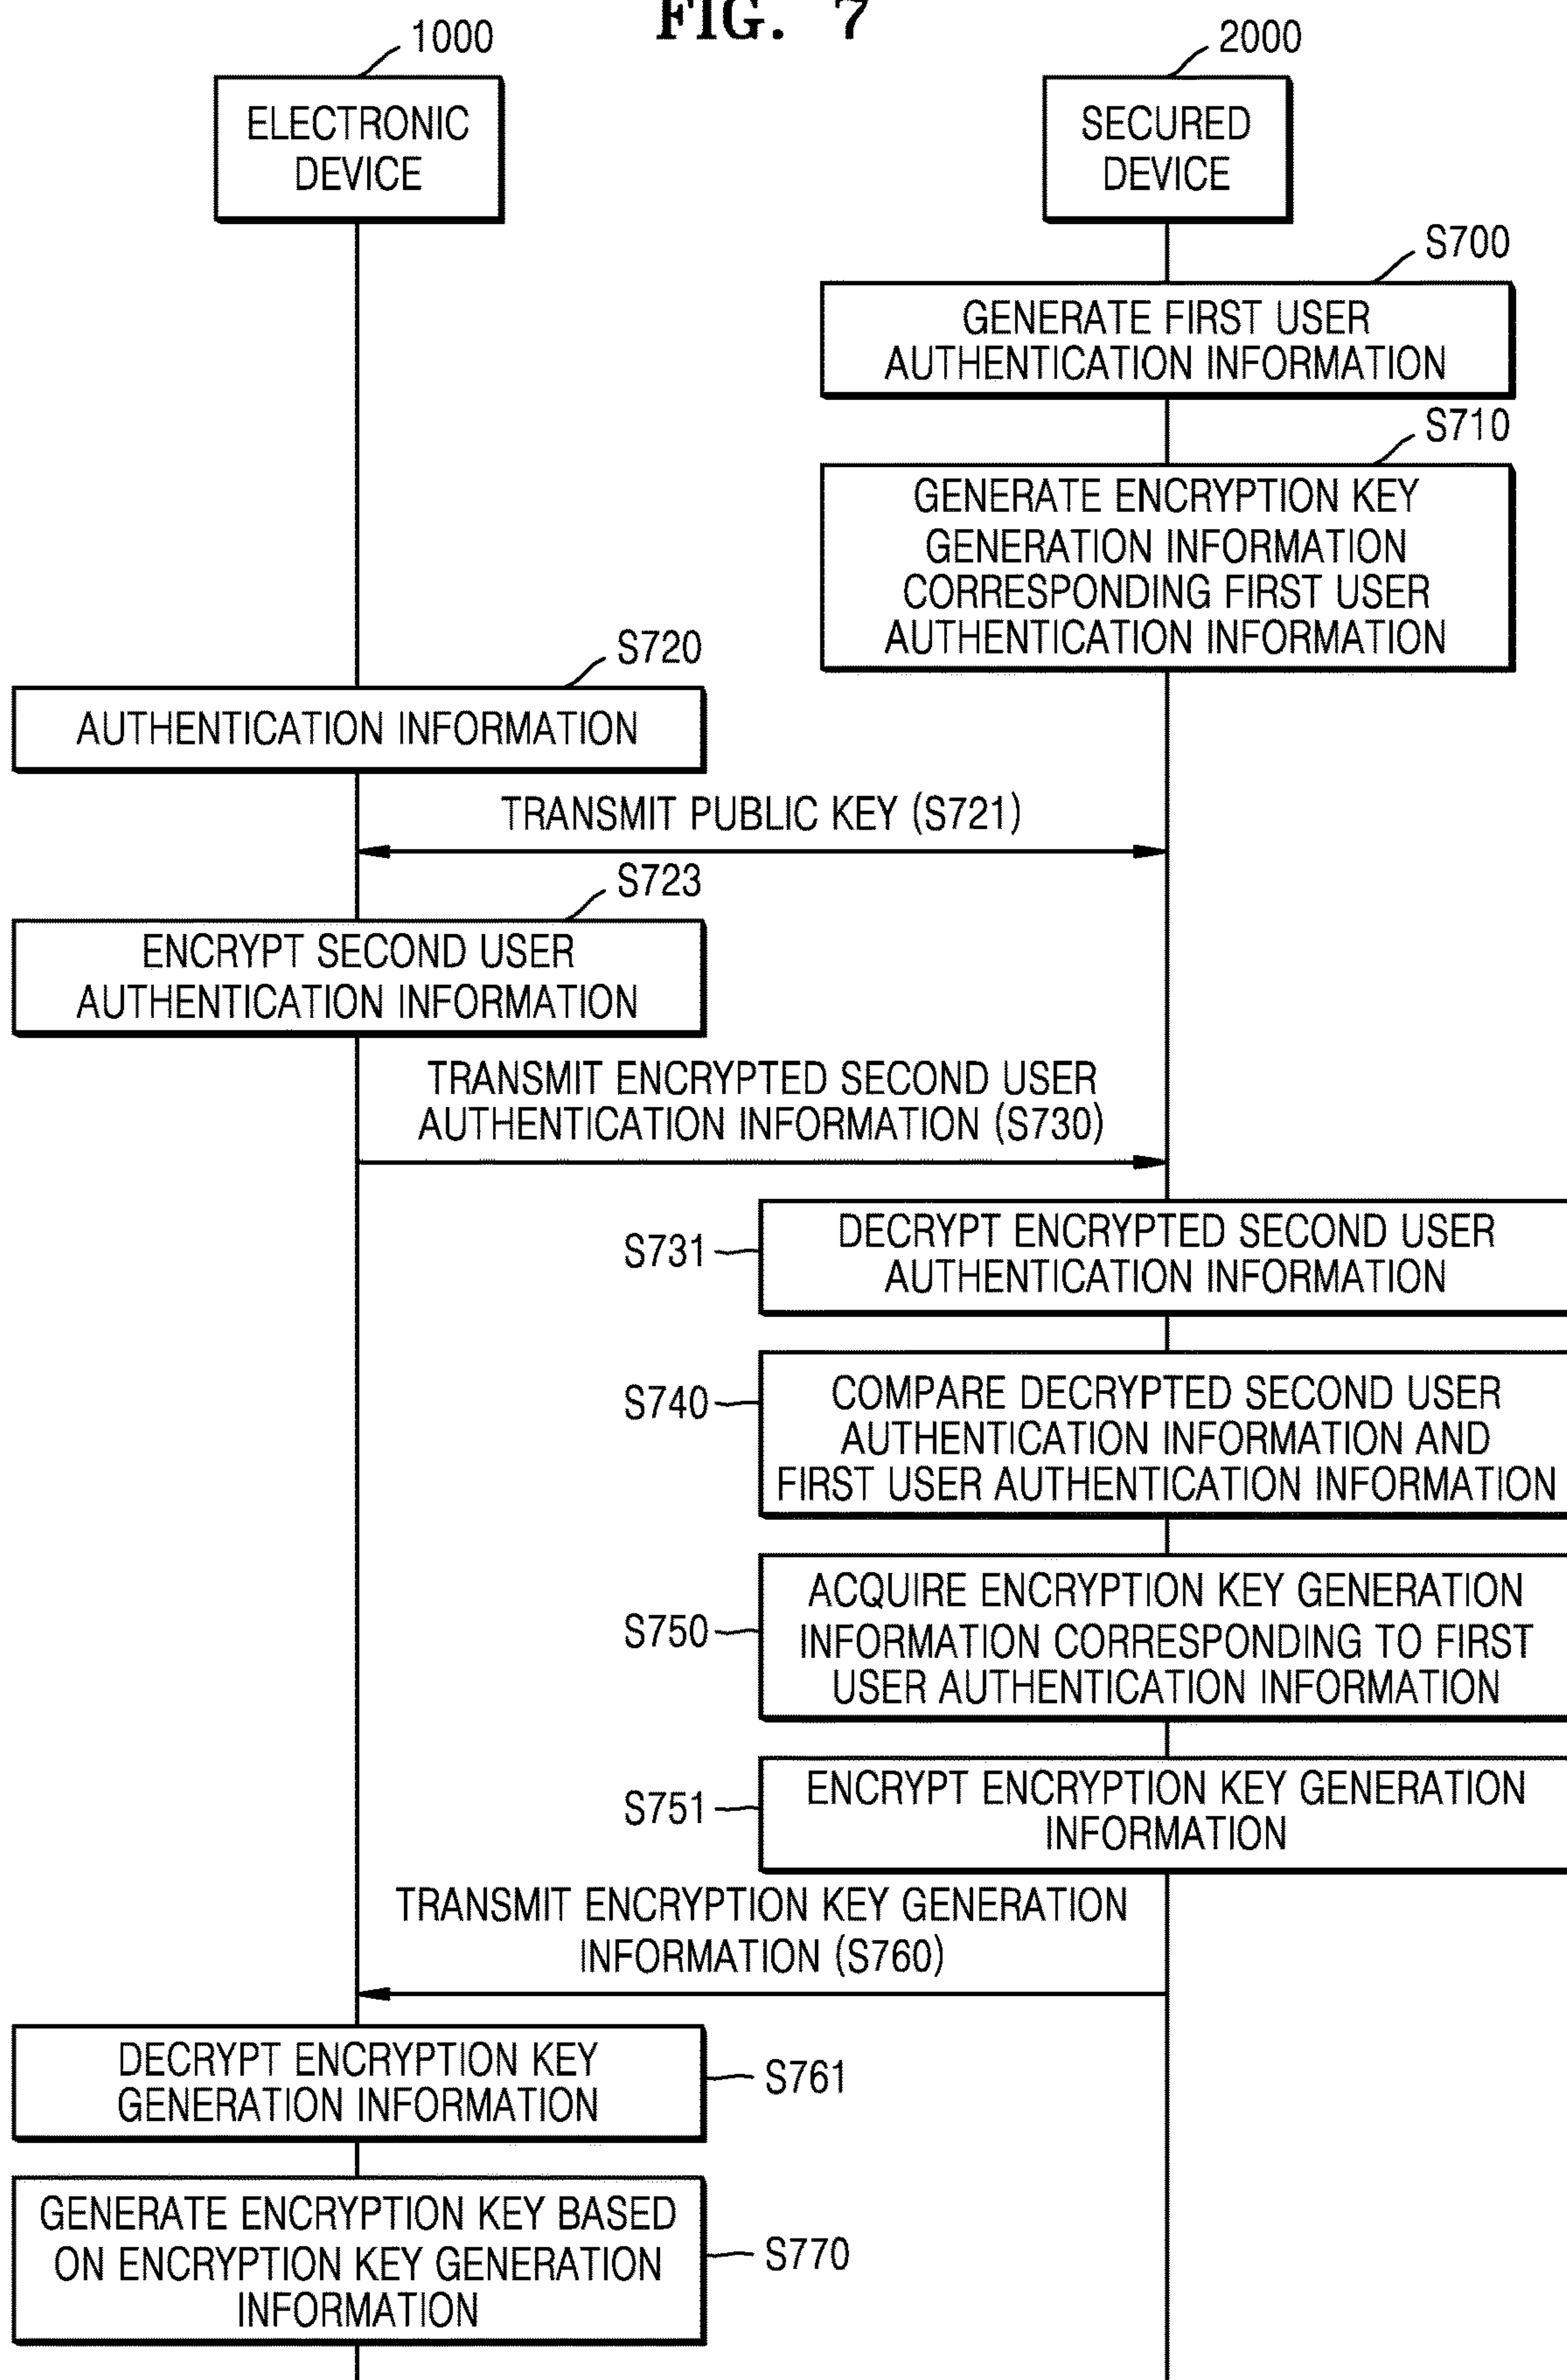 FIG. 7
1000
2000
ELECTRONIC
DEVICE
SECURED
DEVICE
S700
GENERATE FIRST USER
AUTHENTICATION INFORMATION
S710
GENERATE ENCRYPTION KEY
GENERATION INFORMATION
CORRESPONDING FIRST USER
AUTHENTICATION INFORMATION
S720
AUTHENTICATION INFORMATION
TRANSMIT PUBLIC KEY (S721)
S723
ENCRYPT SECOND USER
AUTHENTICATION INFORMATION
TRANSMIT ENCRYPTED SECOND USER
AUTHENTICATION INFORMATION (S730)
S731
DECRYPT ENCRYPTED SECOND USER
AUTHENTICATION INFORMATION
S740
COMPARE DECRYPTED SECOND USER
AUTHENTICATION INFORMATION AND
FIRST USER AUTHENTICATION INFORMATION
S750
ACQUIRE ENCRYPTION KEY GENERATION
INFORMATION CORRESPONDING TO FIRST
USER AUTHENTICATION INFORMATION
S751
ENCRYPT ENCRYPTION KEY GENERATION
INFORMATION
TRANSMIT ENCRYPTION KEY GENERATION
INFORMATION (S760)
DECRYPT ENCRYPTION KEY
GENERATION INFORMATION
S761
GENERATE ENCRYPTION KEY BASED
ON ENCRYPTION KEY GENERATION
INFORMATION
S770